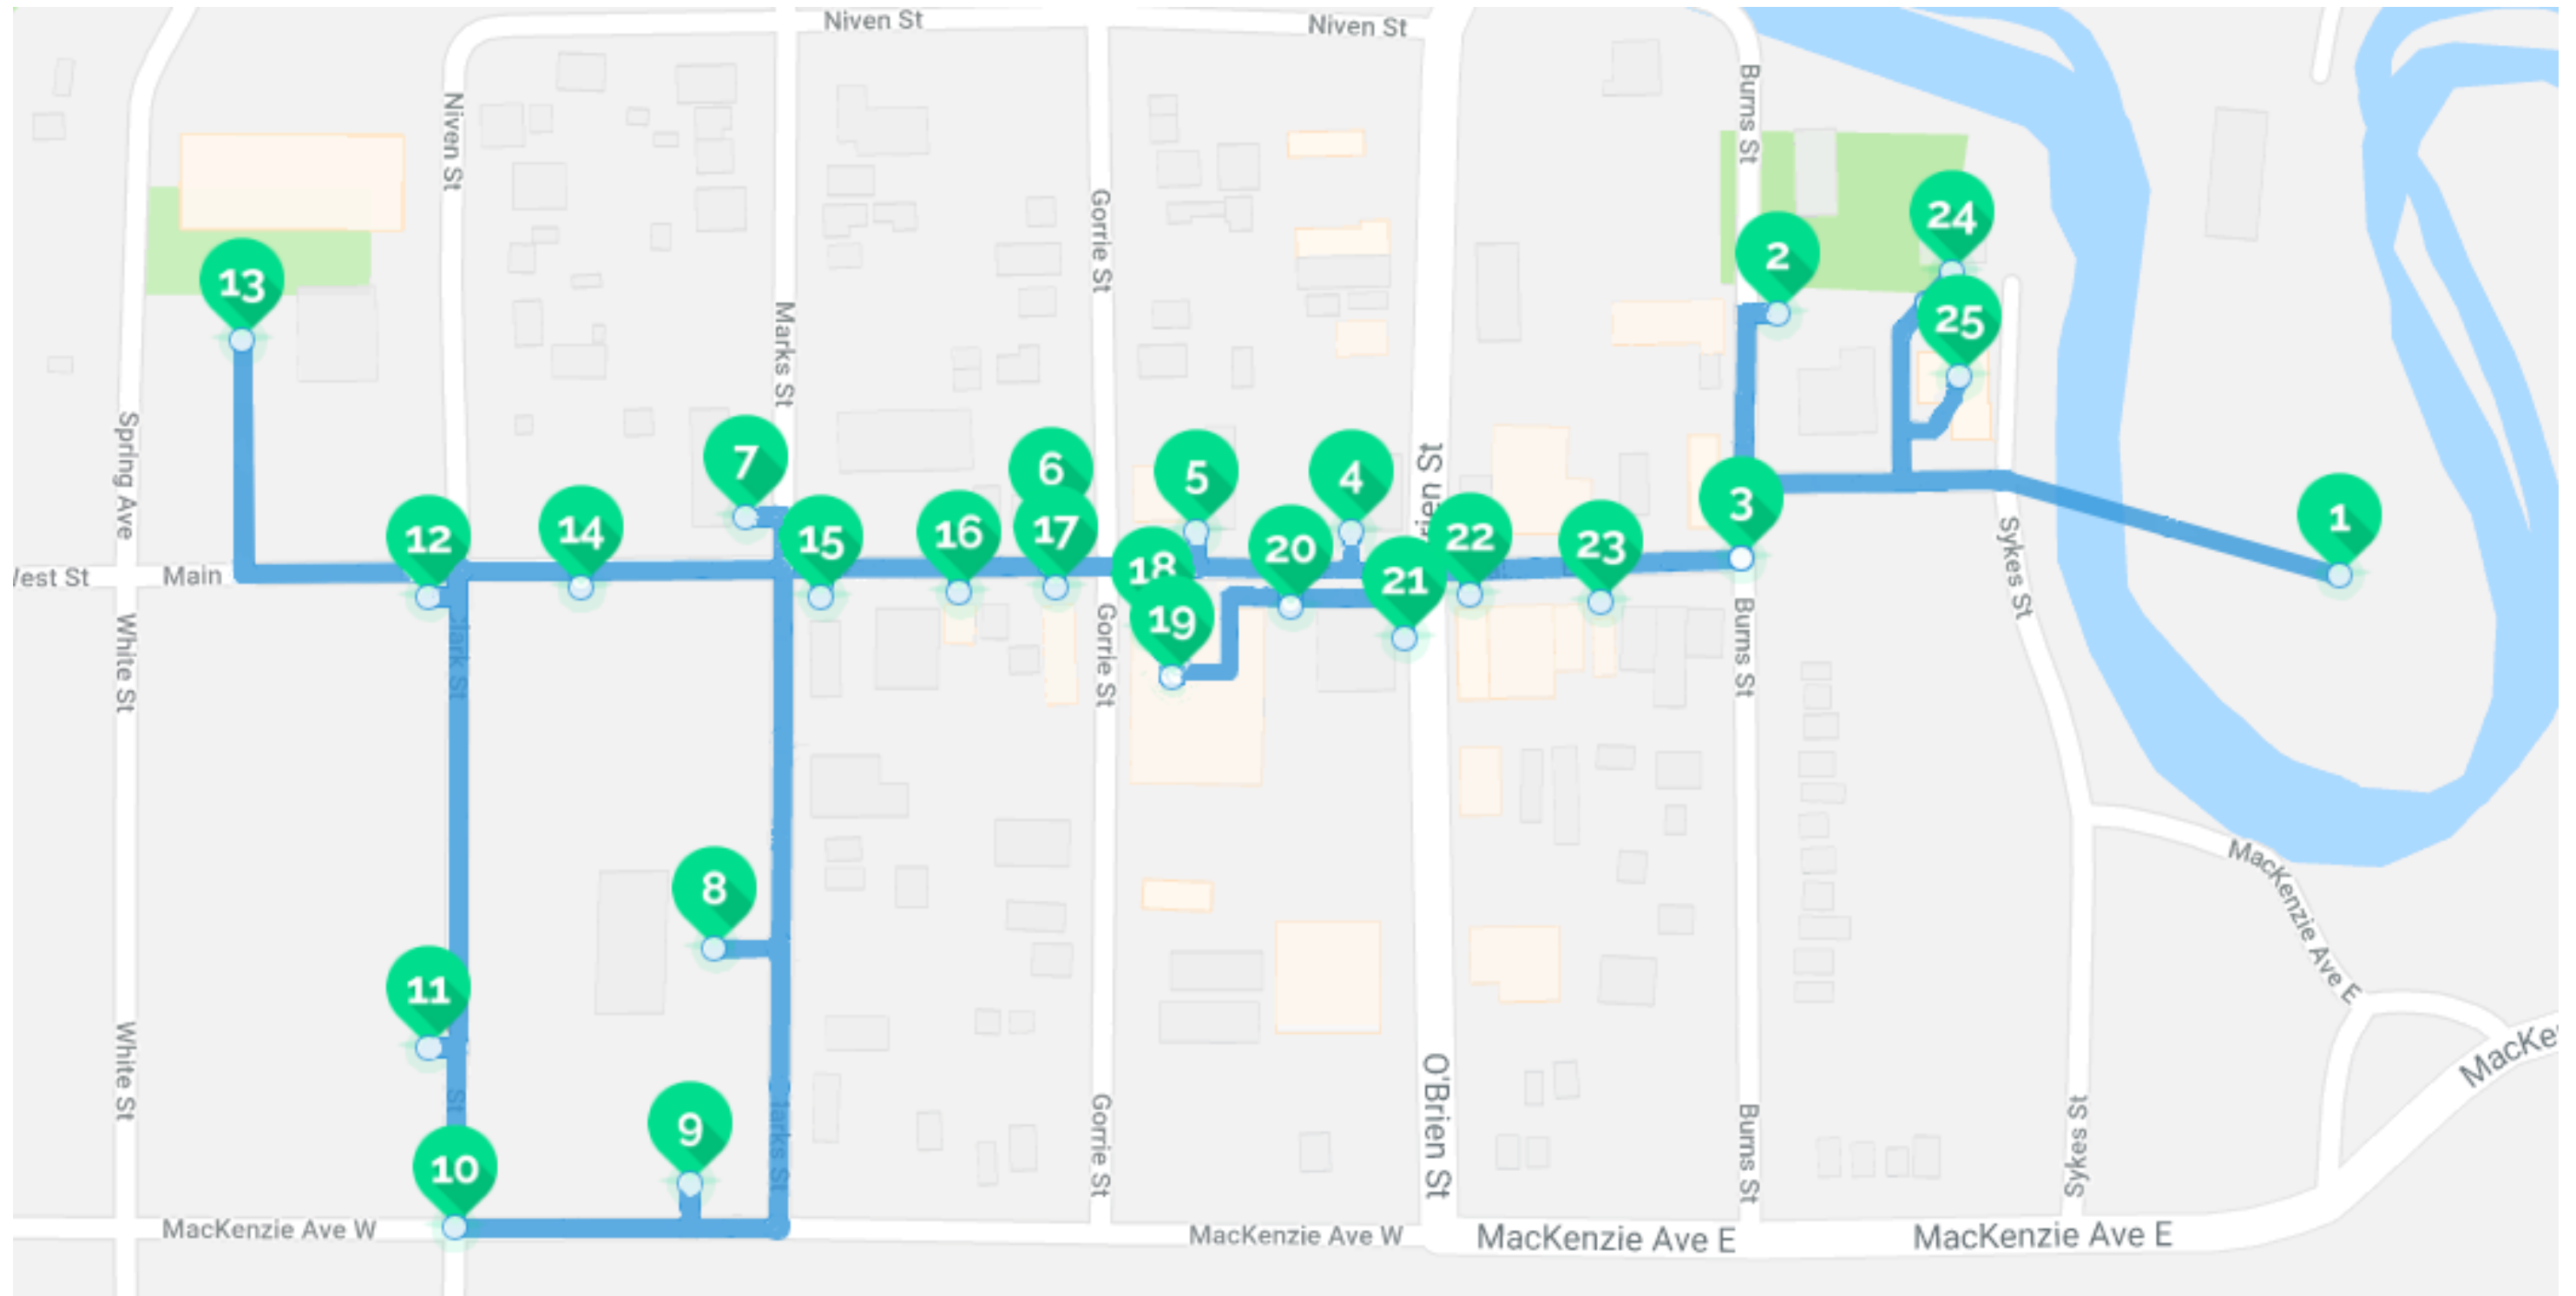 Niven St
Niven St
Burns St
Niven St
24
Gorrie St
2
13
25
Marks St
Spring Ave
7
6
5
4
1
3
12
14
15
16
17
18
20
22
23
21
Main
Sykes St
19
White St
Gorrie St
Burns St
8
MacKenzie Ave E
11
White St
St
9
Gorrie St
O'Brien St
Burns St
Sykes St
10
MacKenzie Ave W
MacKenzie Ave W
MacKenzie Ave E
MacKenzie Ave E